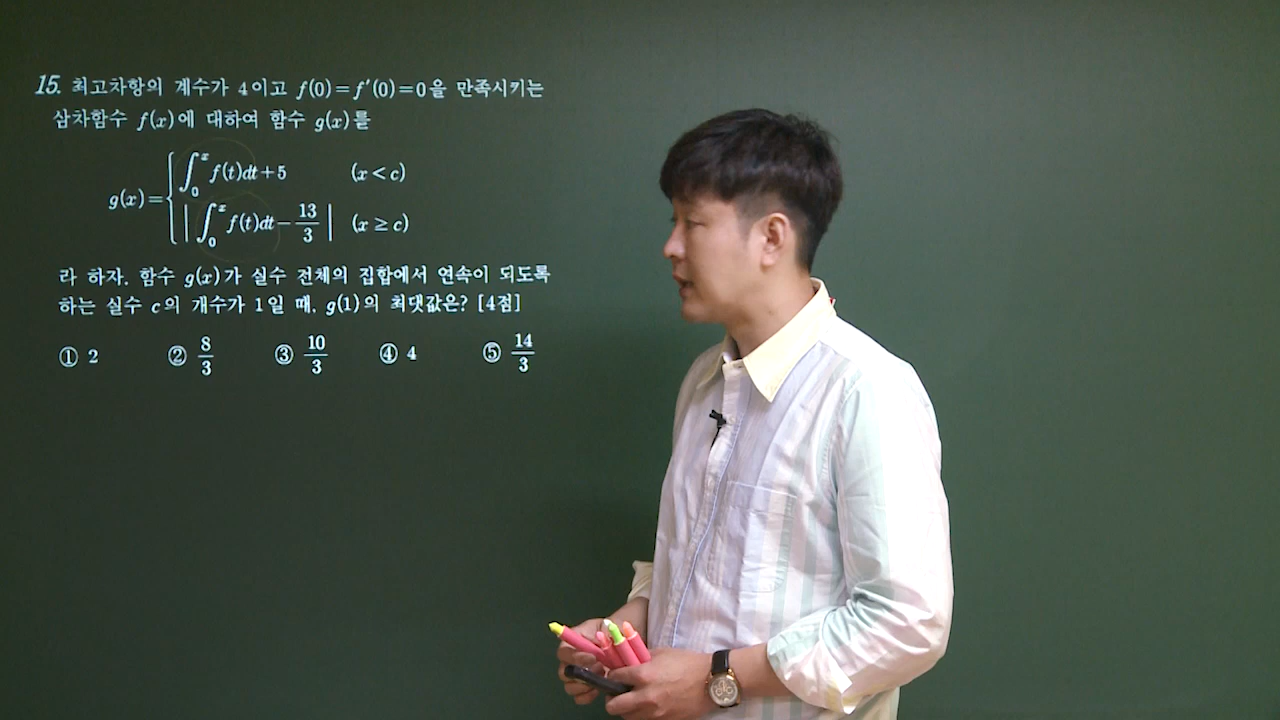 15. 최고차항의 계수가 4이고 f(0)=f'(0)=0을 만족시키는
삼차함수 f(x)에 대하여 함수 g(x)를
g(x)={ ∫₀ˣ f(t)dt+5 (x<c)
|∫₀ˣ f(t)dt−13/3| (x≥c)
라 하자. 함수 g(x)가 실수 전체의 집합에서 연속이 되도록
하는 실수 c의 개수가 1일 때, g(1)의 최댓값은? [4점]
① 2 ② 8/3 ③ 10/3 ④ 4 ⑤ 14/3